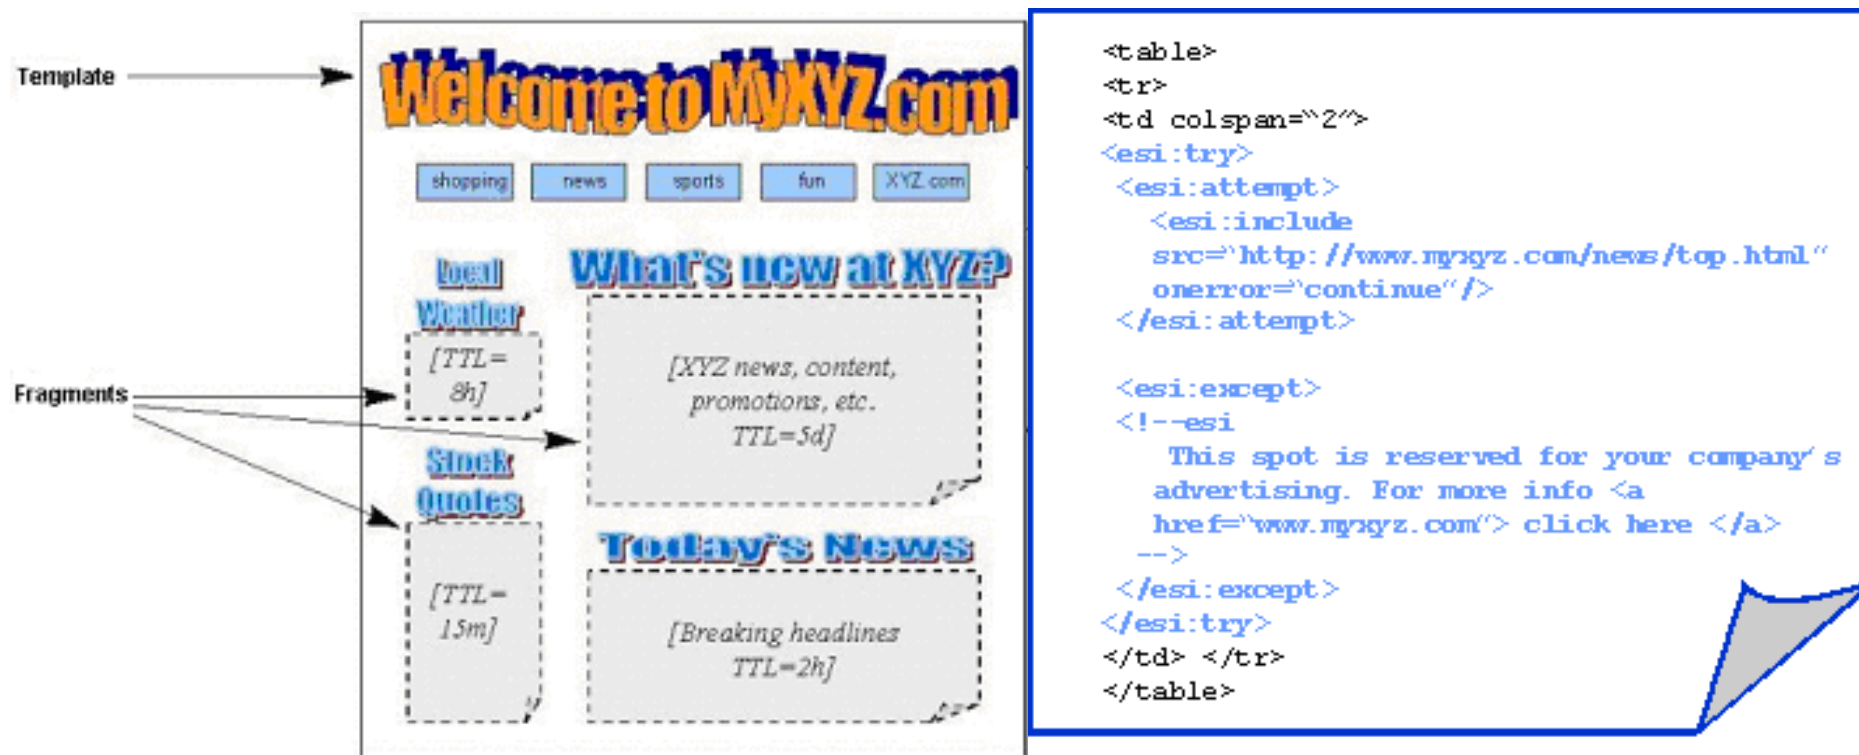 Template
Welcome to MyXYZ.com
shopping news sports fun XYZ.com
Local
Weather
[TTL=
8h]
What's new at XYZ?
[XYZ news, content,
promotions, etc.
TTL=5d]
Fragments
Stock
Quotes
[TTL=
15m]
Today's News
[Breaking headlines
TTL=2h]
<table>
<tr>
<td colspan="2">
<esi:try>
<esi:attempt>
<esi:include
src="http://www.myxyz.com/news/top.html"
onerror="continue"/>
</esi:attempt>
<esi:except>
<!--esi
This spot is reserved for your company's
advertising. For more info <a
href="www.myxyz.com"> click here </a>
-->
</esi:except>
</esi:try>
</td> </tr>
</table>